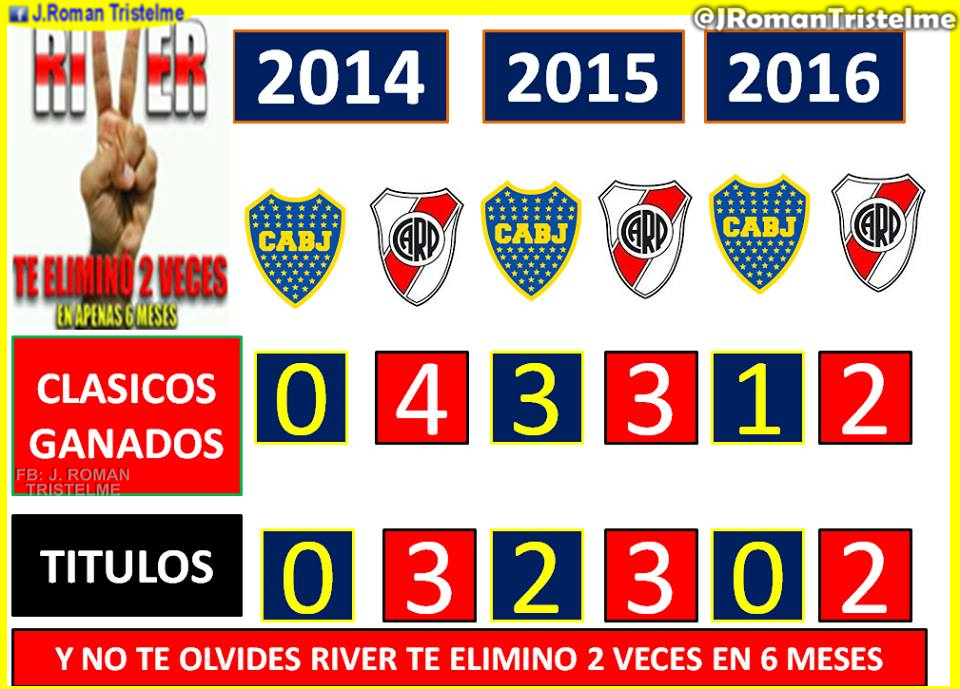 J.Roman Tristelme
@JRomanTristelme
RIVER
TE ELIMINO 2 VECES
EN APENAS 6 MESES
2014 2015 2016
CABJ CARP CABJ CARP CABJ CARP
CLASICOS
GANADOS
0 4 3 3 1 2
FB: J. ROMAN
TRISTELME
TITULOS
0 3 2 3 0 2
Y NO TE OLVIDES RIVER TE ELIMINO 2 VECES EN 6 MESES